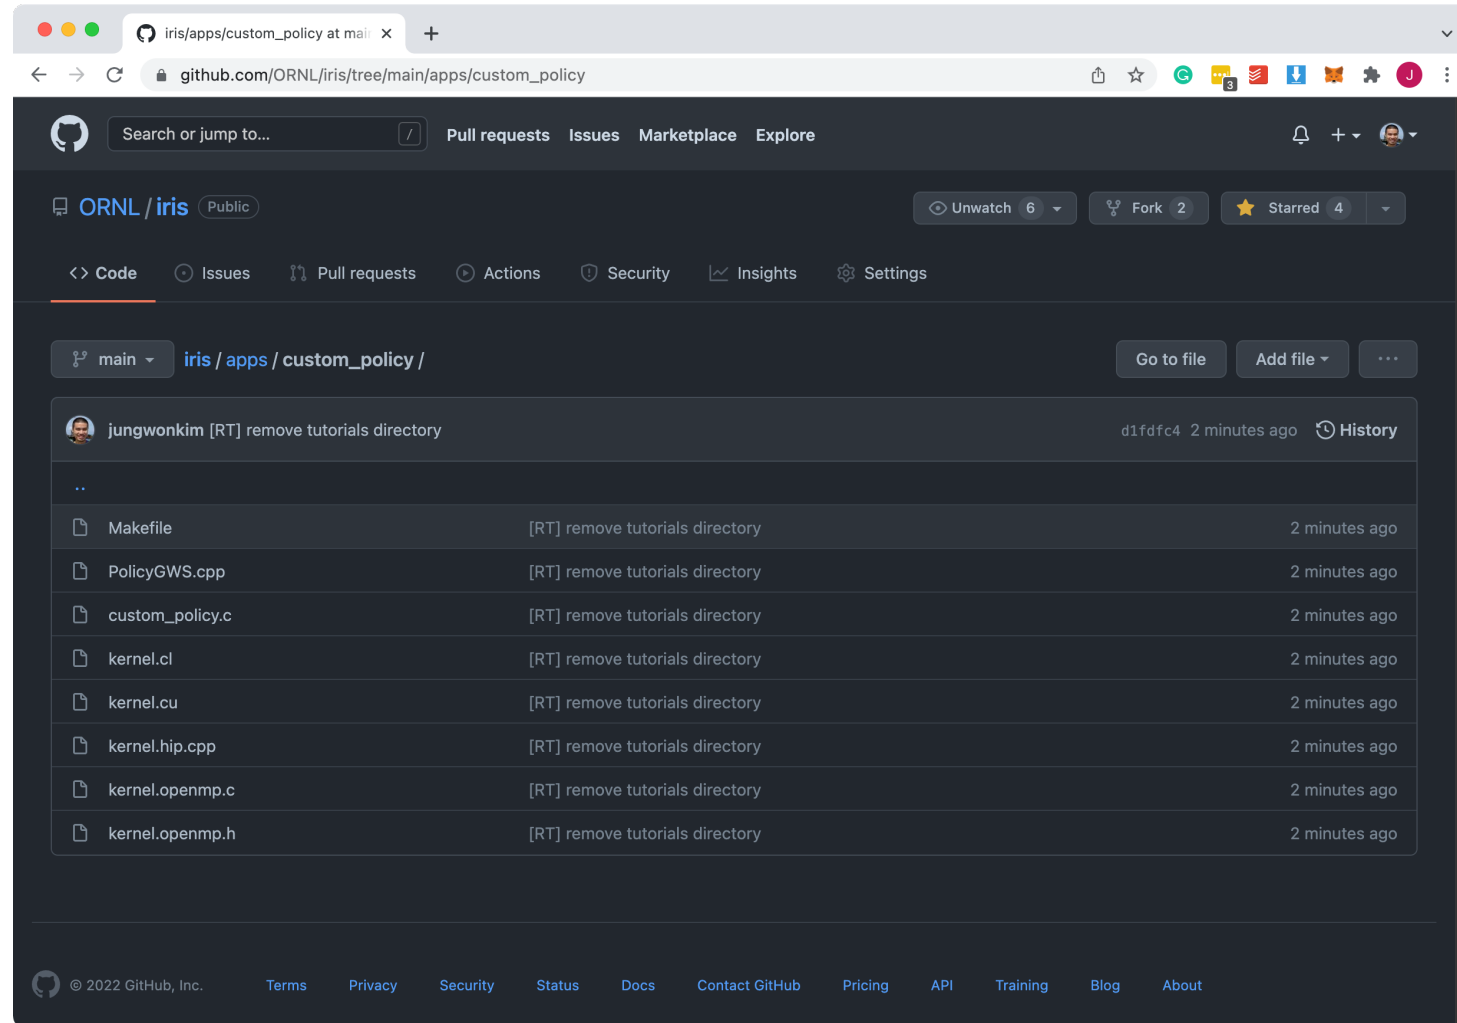 iris/apps/custom_policy at mai
github.com/ORNL/iris/tree/main/apps/custom_policy
3
J
Search or jump to... /
Pull requests Issues Marketplace Explore
ORNL / iris Public
Unwatch 6 Fork 2 Starred 4
<> Code Issues Pull requests Actions Security Insights Settings
main iris / apps / custom_policy /
Go to file Add file ...
jungwonkim [RT] remove tutorials directory d1fdfc4 2 minutes ago History
..
Makefile [RT] remove tutorials directory 2 minutes ago
PolicyGWS.cpp [RT] remove tutorials directory 2 minutes ago
custom_policy.c [RT] remove tutorials directory 2 minutes ago
kernel.cl [RT] remove tutorials directory 2 minutes ago
kernel.cu [RT] remove tutorials directory 2 minutes ago
kernel.hip.cpp [RT] remove tutorials directory 2 minutes ago
kernel.openmp.c [RT] remove tutorials directory 2 minutes ago
kernel.openmp.h [RT] remove tutorials directory 2 minutes ago
© 2022 GitHub, Inc. Terms Privacy Security Status Docs Contact GitHub Pricing API Training Blog About